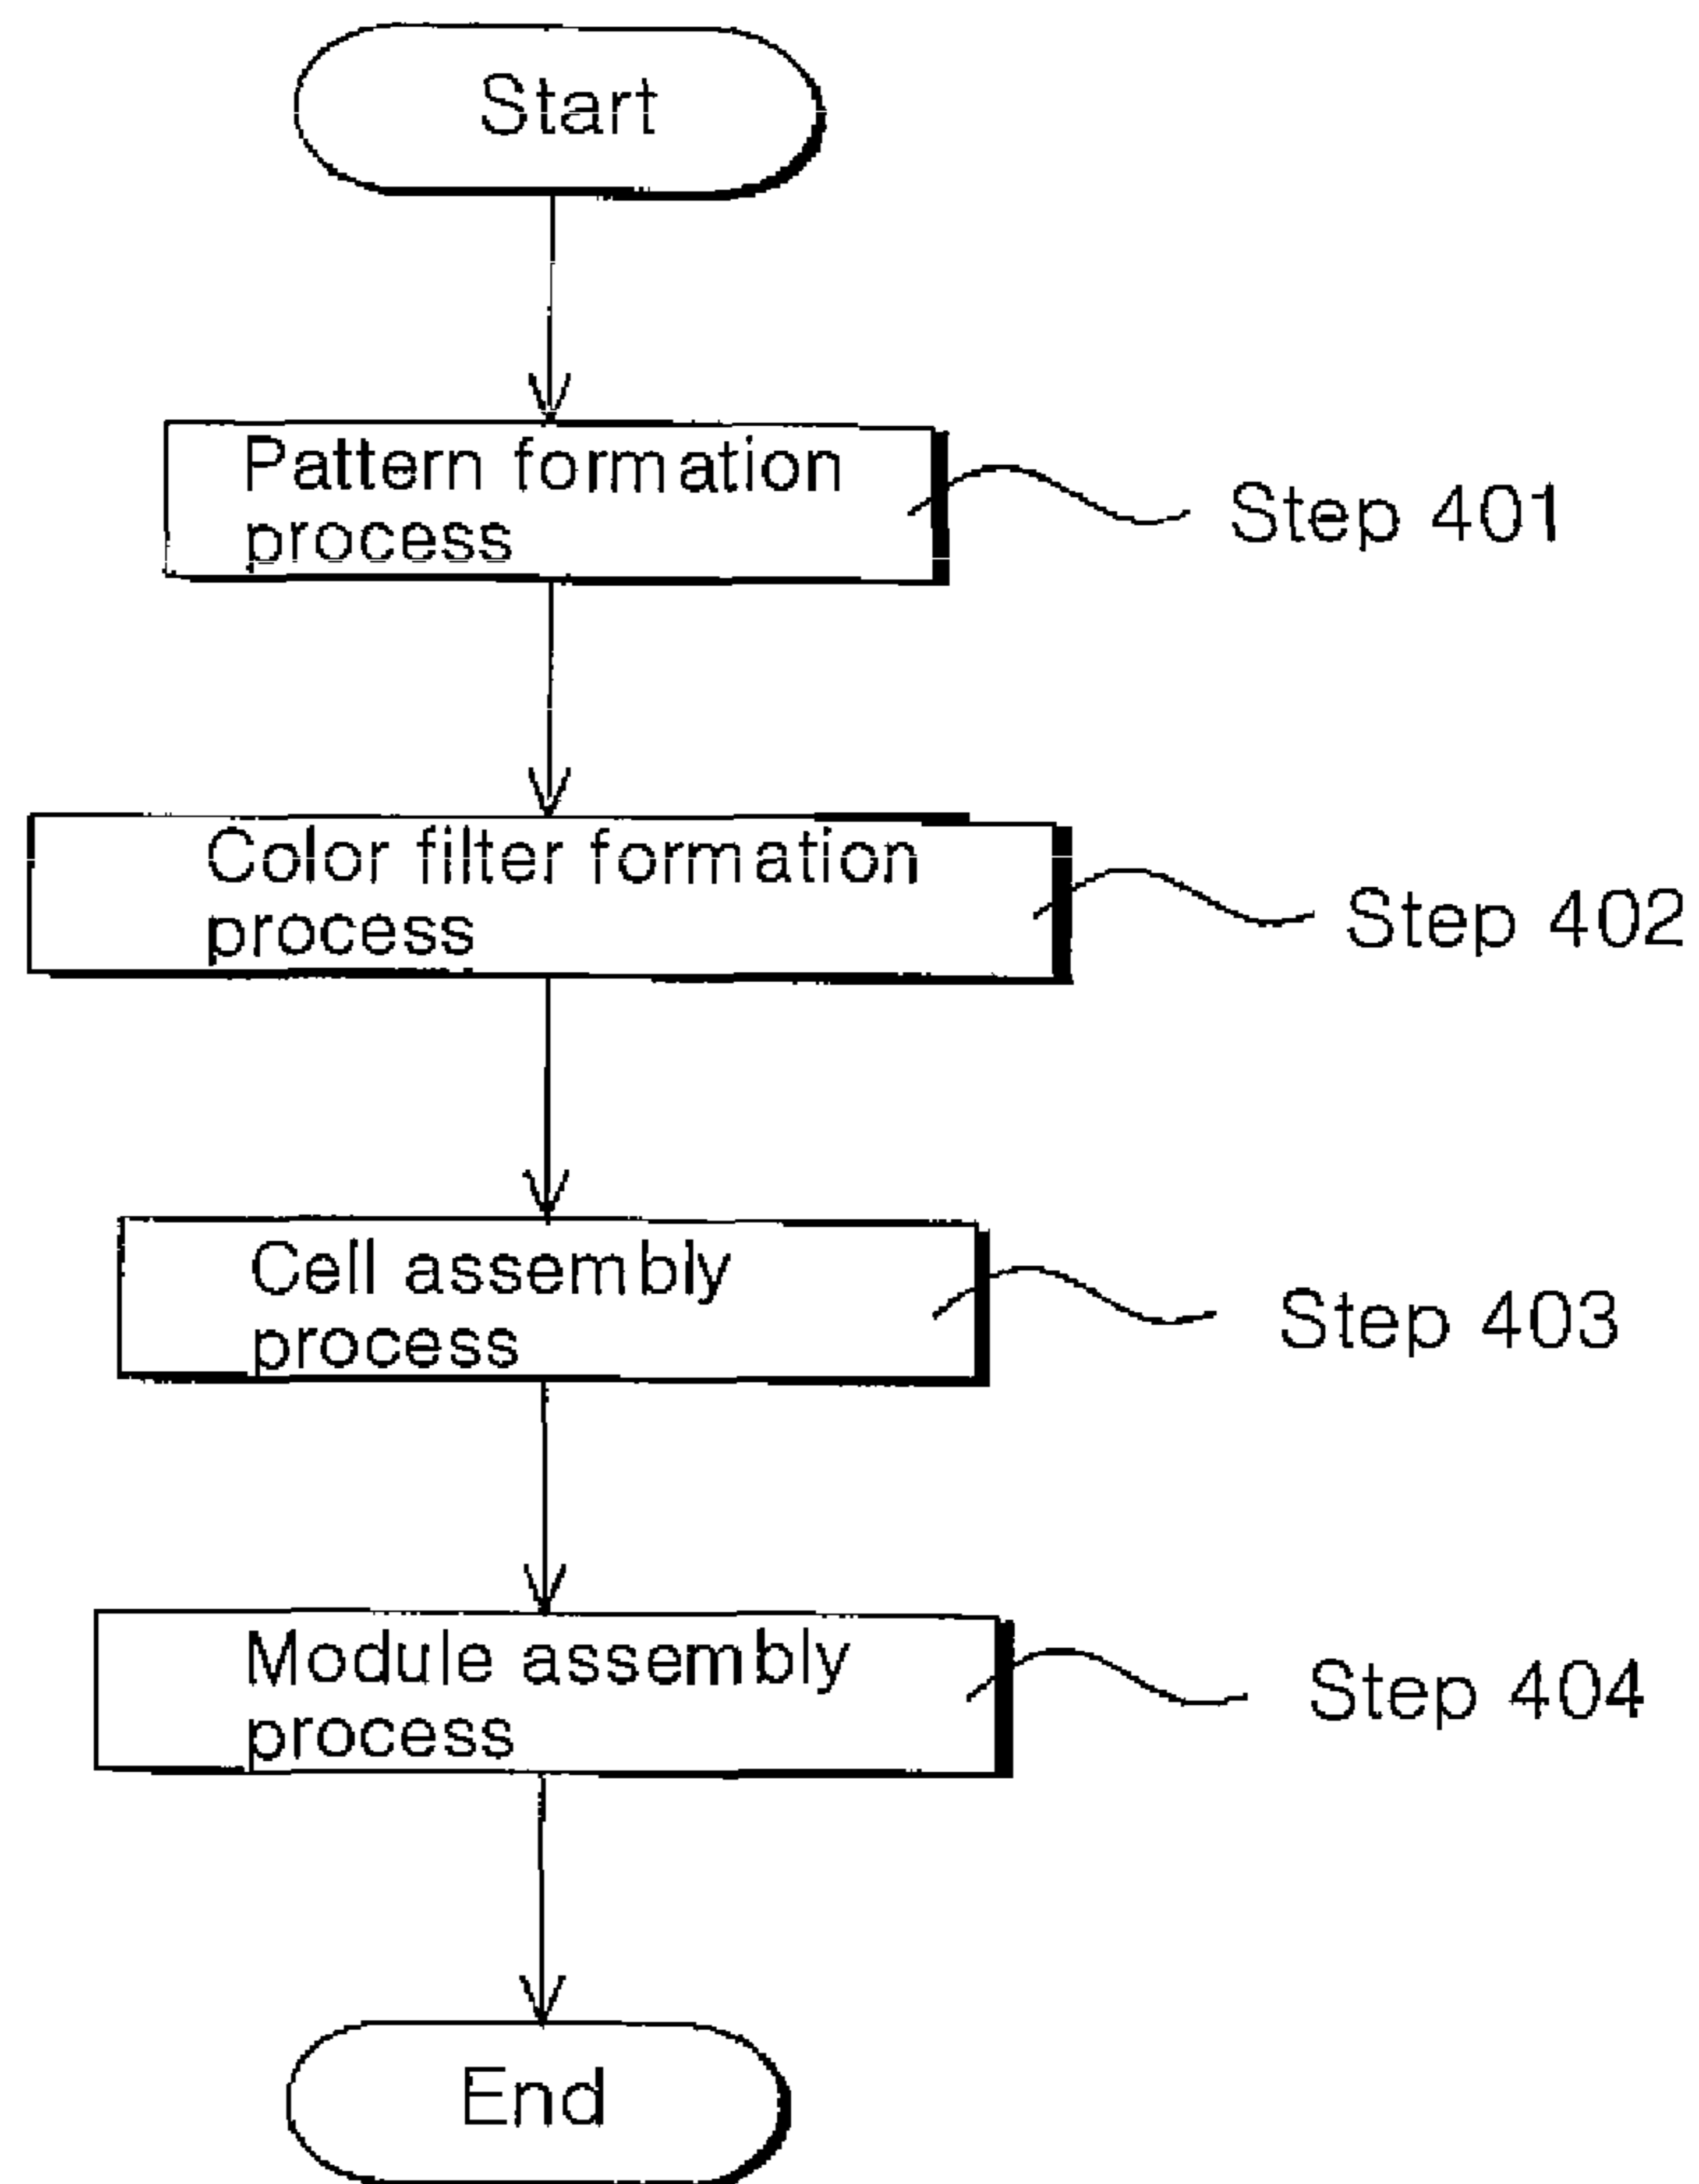 Start
Pattern formation
process
Step 401
Color filter formation
process
Step 402
Cell assembly
process
Step 403
Module assembly
process
Step 404
End